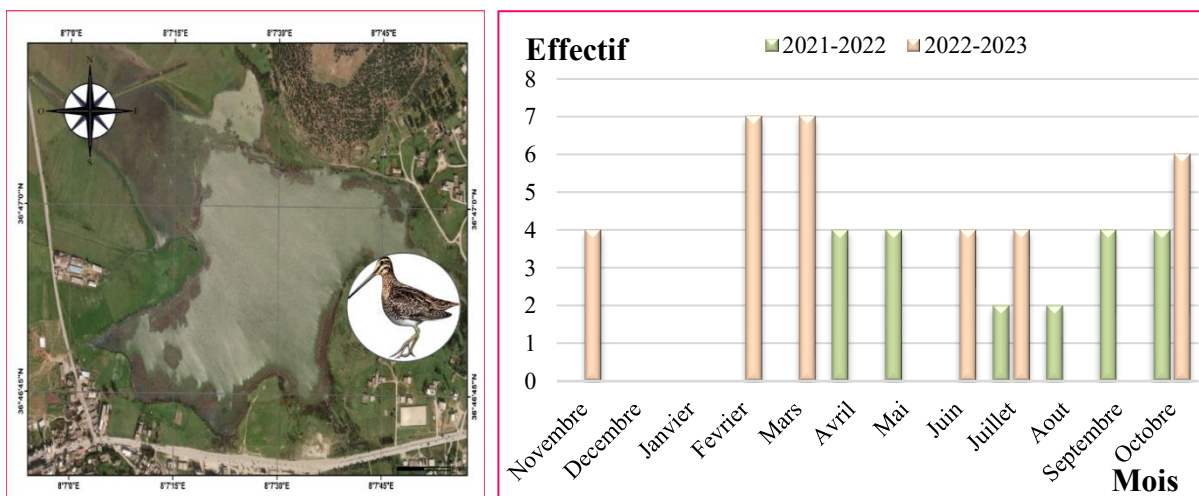 8°7'0"E 8°7'15"E 8°7'30"E 8°7'45"E
N
O E
36°47'0"N 36°47'0"N
36°46'45"N 36°46'45"N
8°7'0"E 8°7'15"E 8°7'30"E 8°7'45"E
Effectif
2021-2022 2022-2023
8
7
6
5
4
3
2
1
0
Novembre Decembre Janvier Fevrier Mars Avril Mai Juin Juillet Aout Septembre Octobre
Mois